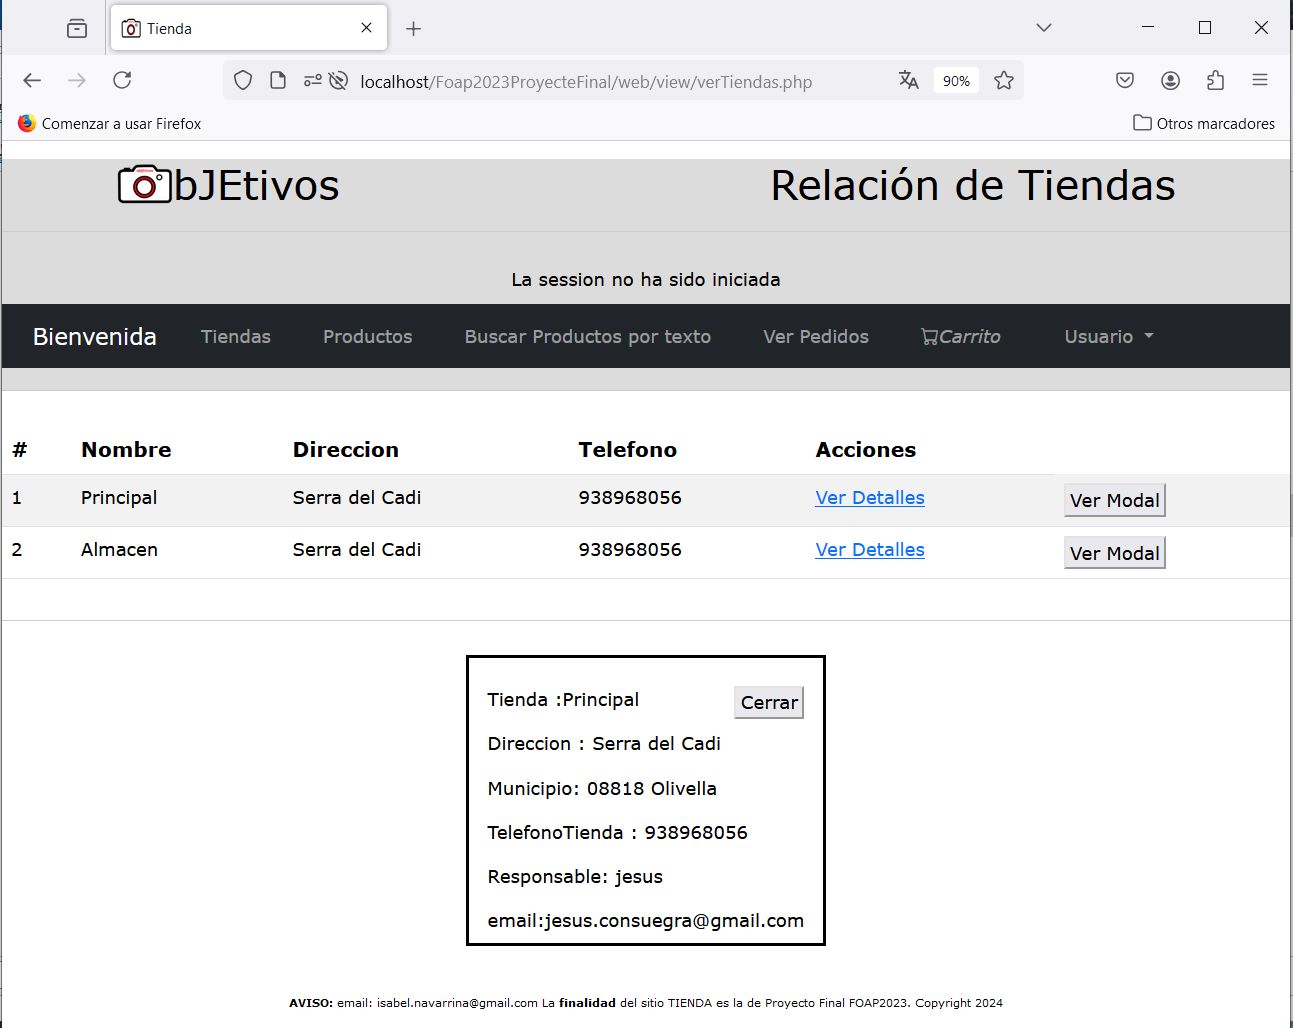 Tienda
localhost/Foap2023ProyecteFinal/web/view/verTiendas.php 90%
Comenzar a usar Firefox Otros marcadores
bJEtivos Relación de Tiendas
La session no ha sido iniciada
Bienvenida Tiendas Productos Buscar Productos por texto Ver Pedidos Carrito Usuario
# Nombre Direccion Telefono Acciones
1 Principal Serra del Cadi 938968056 Ver Detalles Ver Modal
2 Almacen Serra del Cadi 938968056 Ver Detalles Ver Modal
Tienda :Principal Cerrar
Direccion : Serra del Cadi
Municipio: 08818 Olivella
TelefonoTienda : 938968056
Responsable: jesus
email:jesus.consuegra@gmail.com
AVISO: email: isabel.navarrina@gmail.com La finalidad del sitio TIENDA es la de Proyecto Final FOAP2023. Copyright 2024